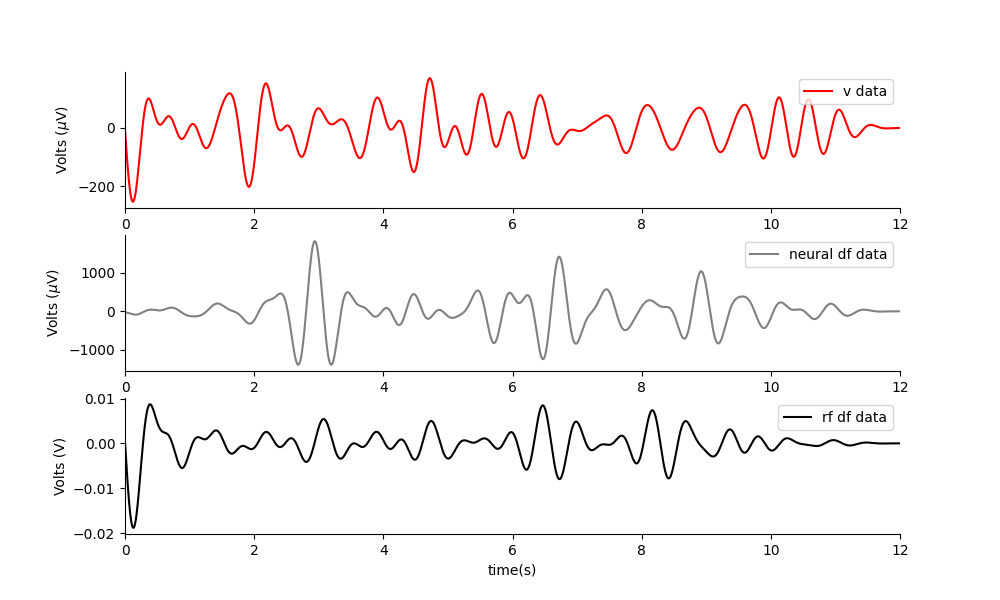 v data
Volts (μV)
0
−200
0 2 4 6 8 10 12
neural df data
Volts (μV)
1000
0
−1000
0 2 4 6 8 10 12
rf df data
Volts (V)
0.01
0.00
−0.01
−0.02
0 2 4 6 8 10 12
time(s)